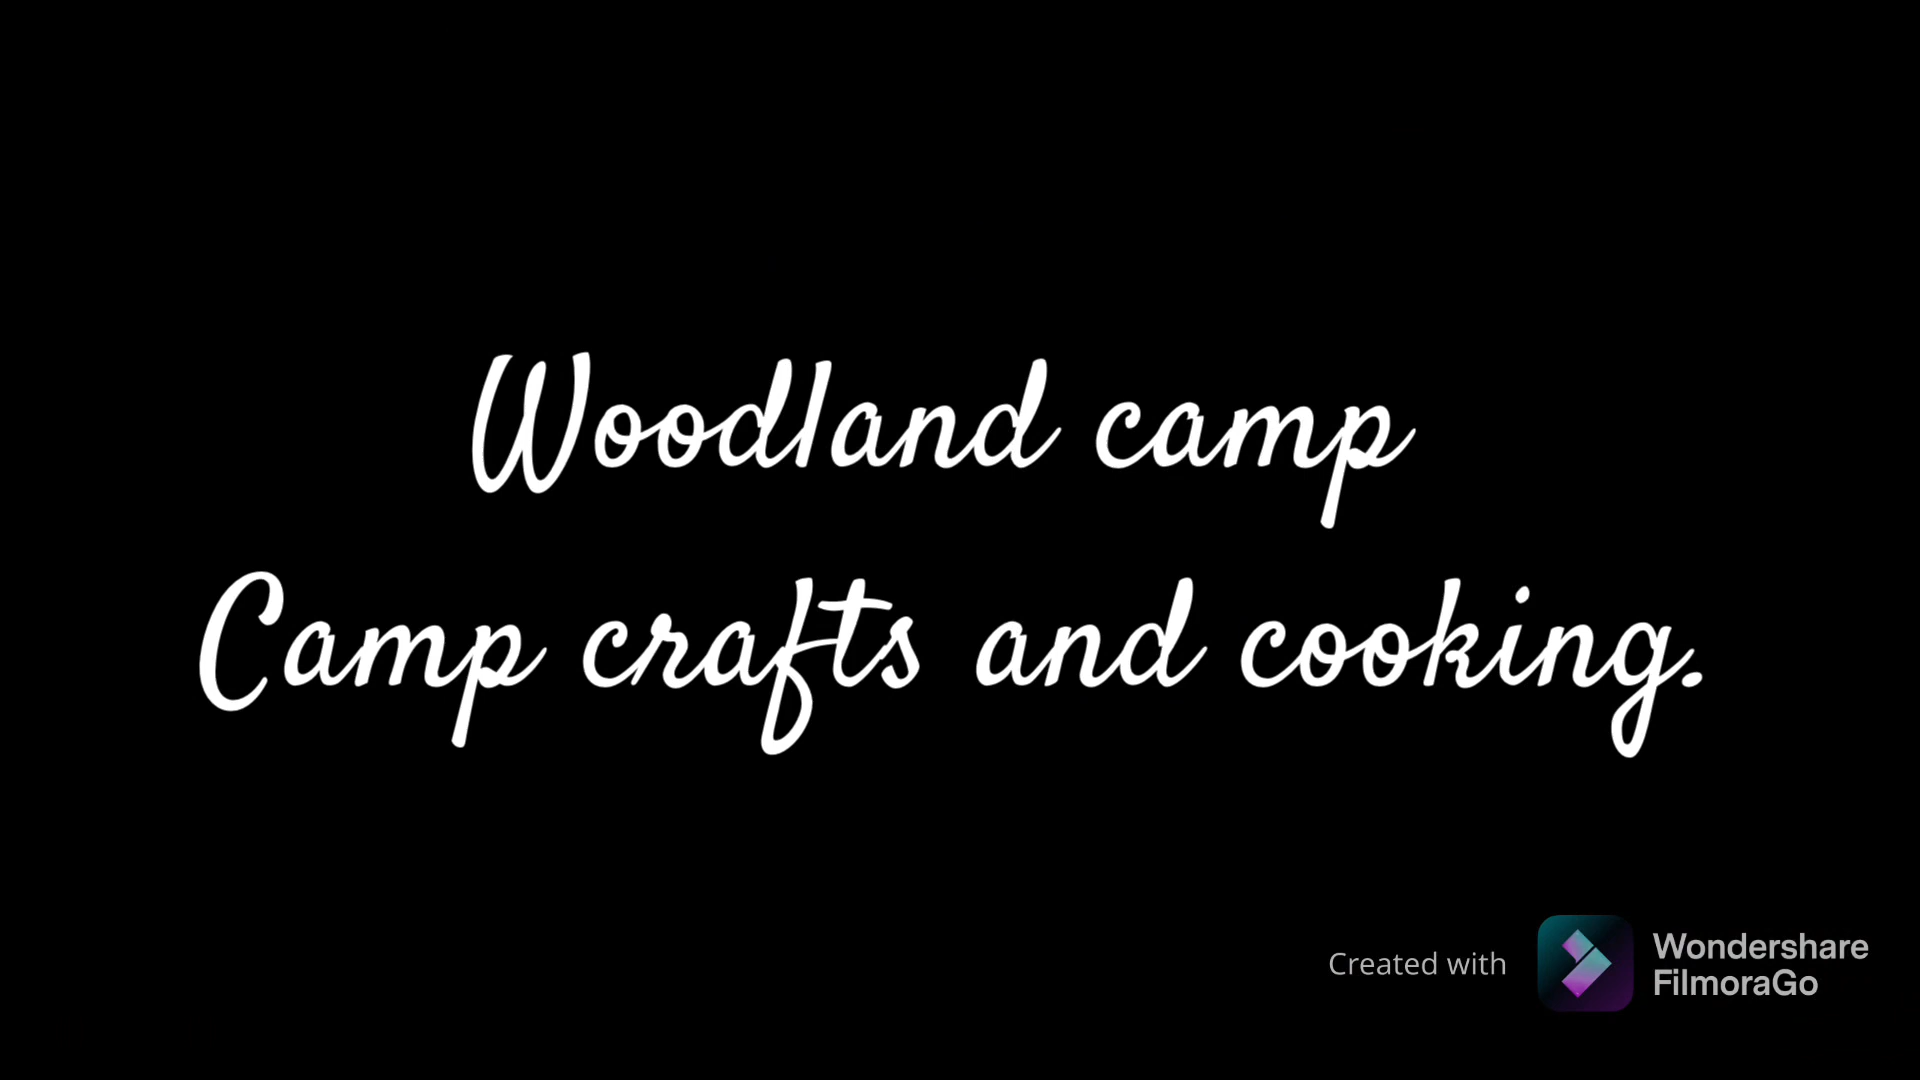 Woodland camp
Camp crafts and cooking.
Created with
Wondershare
FilmoraGo